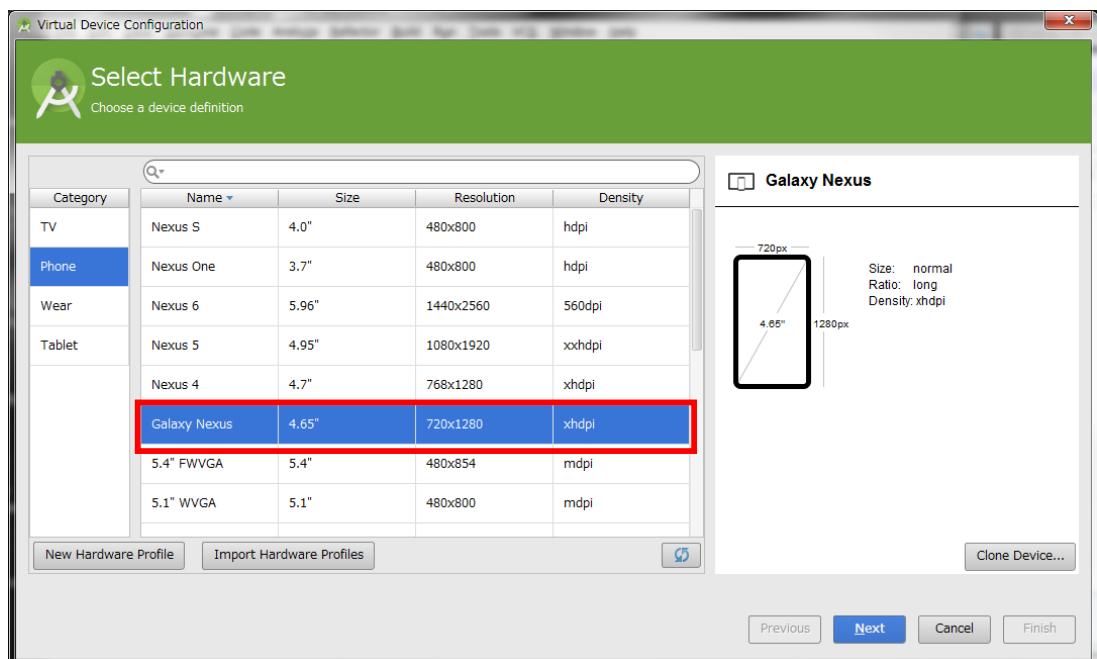 Virtual Device Configuration
Select Hardware
Choose a device definition
Category
Name Size Resolution Density
TV
Phone
Wear
Tablet
Nexus S 4.0" 480x800 hdpi
Nexus One 3.7" 480x800 hdpi
Nexus 6 5.96" 1440x2560 560dpi
Nexus 5 4.95" 1080x1920 xxhdpi
Nexus 4 4.7" 768x1280 xhdpi
Galaxy Nexus 4.65" 720x1280 xhdpi
5.4" FWVGA 5.4" 480x854 mdpi
5.1" WVGA 5.1" 480x800 mdpi
New Hardware Profile Import Hardware Profiles
Galaxy Nexus
720px
4.65"
1280px
Size: normal
Ratio: long
Density: xhdpi
Clone Device...
Previous Next Cancel Finish